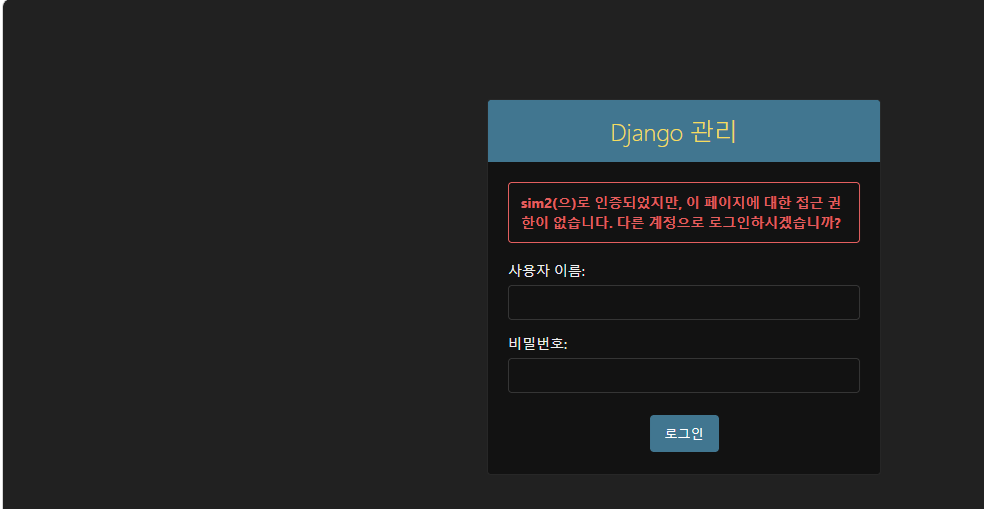 Django 관리
sim2(으)로 인증되었지만, 이 페이지에 대한 접근 권
한이 없습니다. 다른 계정으로 로그인하시겠습니까?
사용자 이름:
비밀번호:
로그인